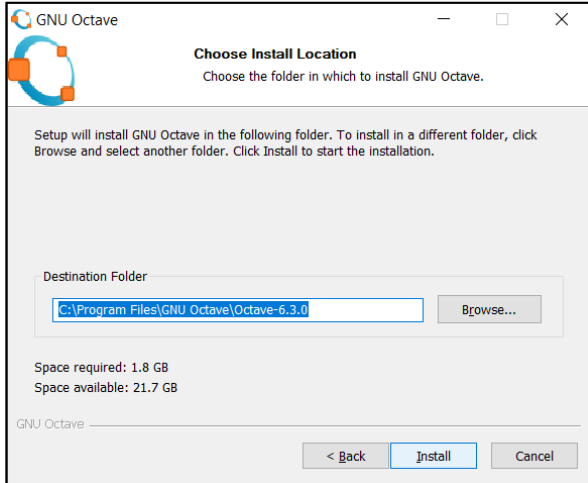 GNU Octave
Choose Install Location
Choose the folder in which to install GNU Octave.
Setup will install GNU Octave in the following folder. To install in a different folder, click
Browse and select another folder. Click Install to start the installation.
Destination Folder
C:\Program Files\GNU Octave\Octave-6.3.0
Browse...
Space required: 1.8 GB
Space available: 21.7 GB
GNU Octave
< Back
Install
Cancel